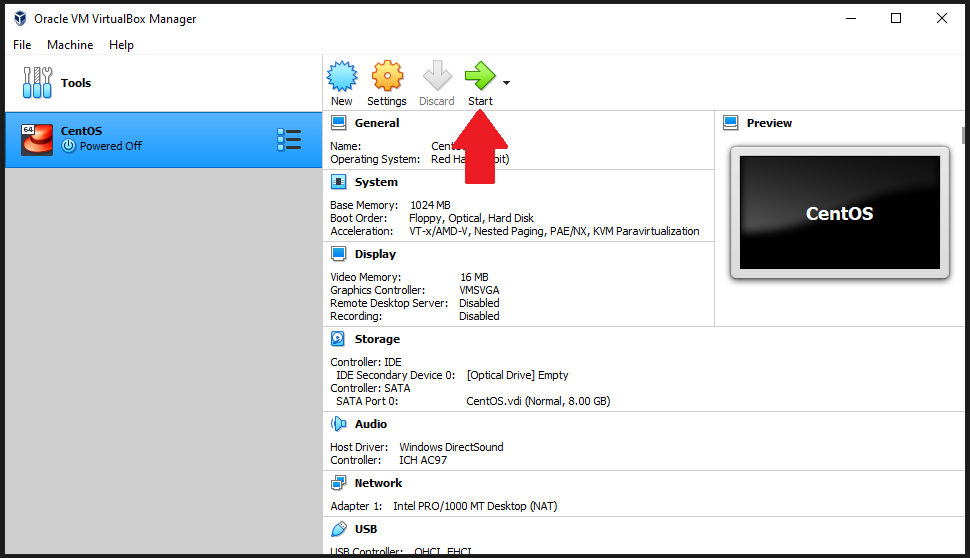 Oracle VM VirtualBox Manager
File Machine Help
Tools
New Settings Discard Start
64
CentOS
Powered Off
General
Name:
Operating System: Red
System
Base Memory: 1024 MB
Boot Order: Floppy, Optical, Hard Disk
Acceleration: VT-x/AMD-V, Nested Paging, PAE/NX, KVM Paravirtualization
Display
Video Memory: 16 MB
Graphics Controller: VMSVGA
Remote Desktop Server: Disabled
Recording: Disabled
Storage
Controller: IDE
IDE Secondary Device 0: [Optical Drive] Empty
Controller: SATA
SATA Port 0: CentOS.vdi (Normal, 8.00 GB)
Audio
Host Driver: Windows DirectSound
Controller: ICH AC97
Network
Adapter 1: Intel PRO/1000 MT Desktop (NAT)
USB
USB Controller: OHCI, EHCI
Preview
CentOS